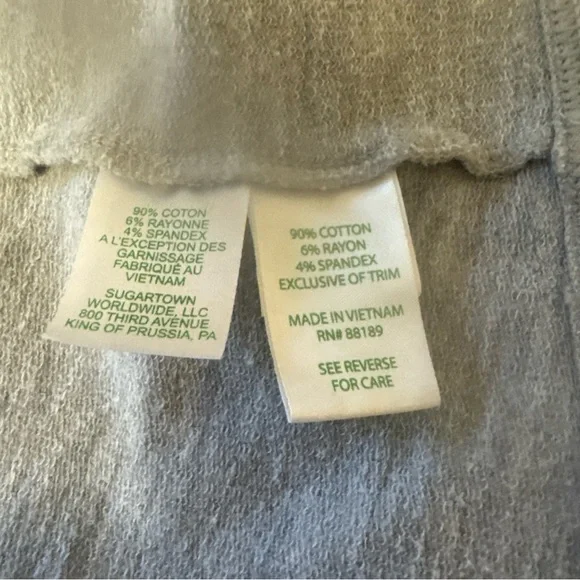 90% COTON
6% RAYONNE
4% SPANDEX
A L'EXCEPTION DES
GARNISSAGE
FABRIQUÉ AU
VIETNAM
SUGARTOWN
WORLDWIDE, LLC
800 THIRD AVENUE
KING OF PRUSSIA, PA
90% COTTON
6% RAYON
4% SPANDEX
EXCLUSIVE OF TRIM
MADE IN VIETNAM
RN# 88189
SEE REVERSE
FOR CARE